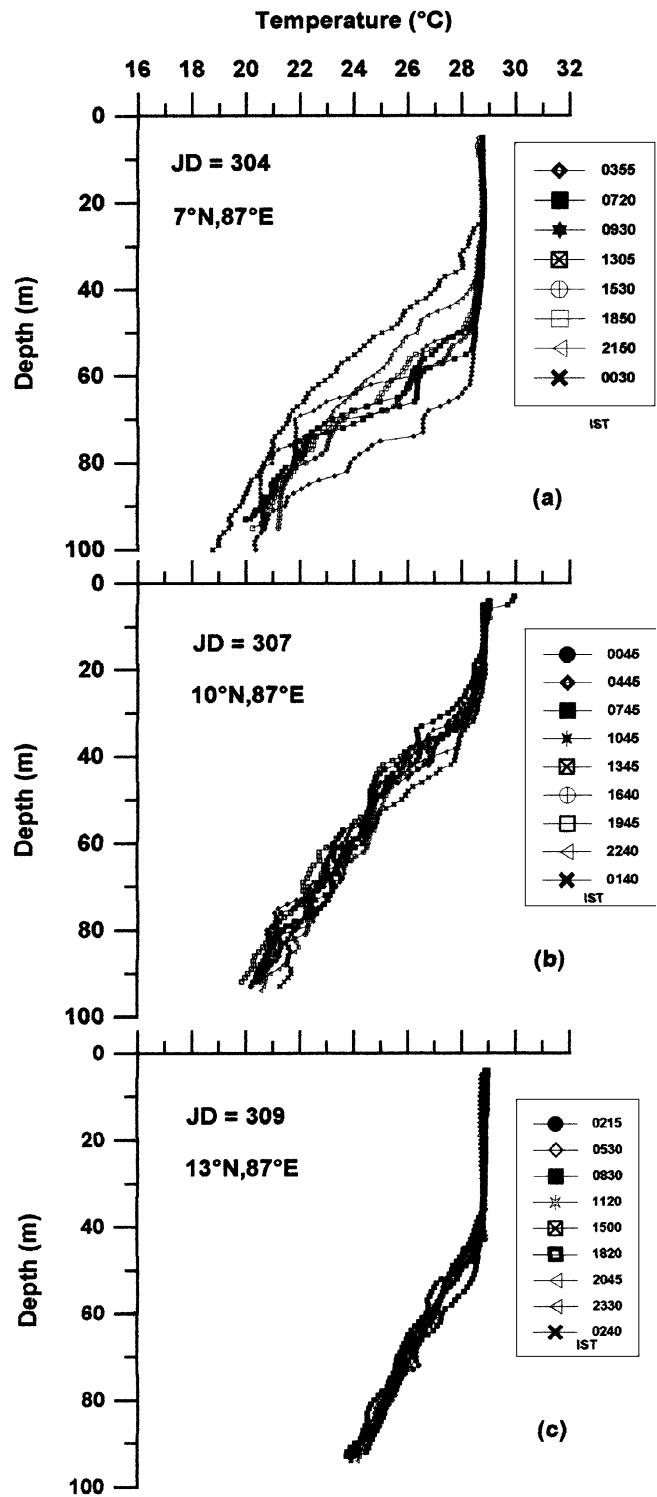 Temperature (°C)
16 18 20 22 24 26 28 30 32
0
20
40
60
80
100
Depth (m)
JD = 304
7°N,87°E
0355
0720
0930
1305
1530
1850
2150
0030
IST
(a)
0
20
40
60
80
100
Depth (m)
JD = 307
10°N,87°E
0045
0445
0745
1045
1345
1640
1945
2240
0140
IST
(b)
0
20
40
60
80
100
Depth (m)
JD = 309
13°N,87°E
0215
0530
0830
1120
1500
1820
2045
2330
0240
IST
(c)